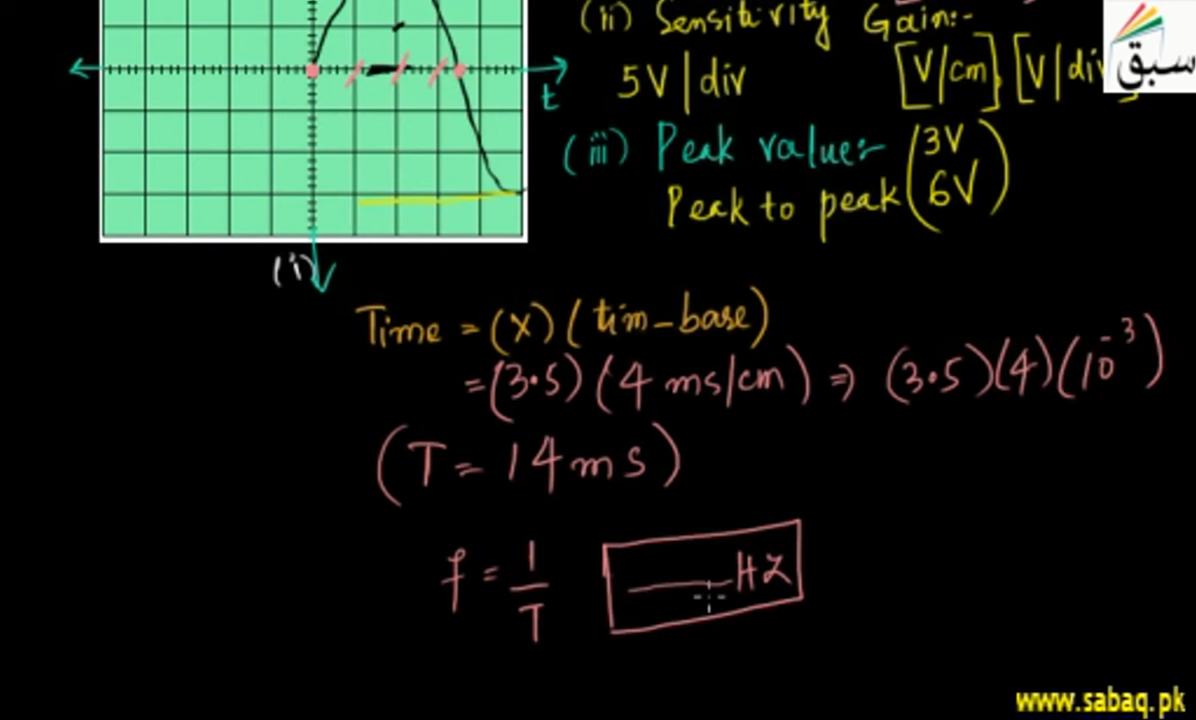 (ii) Sensitivity Gain:-
5V|div [V/cm] [V/div
سبق
t
(iii) Peak value:- (3V
Peak to peak 6V)
(i)
Time = (x)(tim-base)
=(3.5)(4 ms/cm) ⇒ (3.5)(4)(10⁻³)
(T = 14ms)
f = 1/T ____HZ
www.sabaq.pk